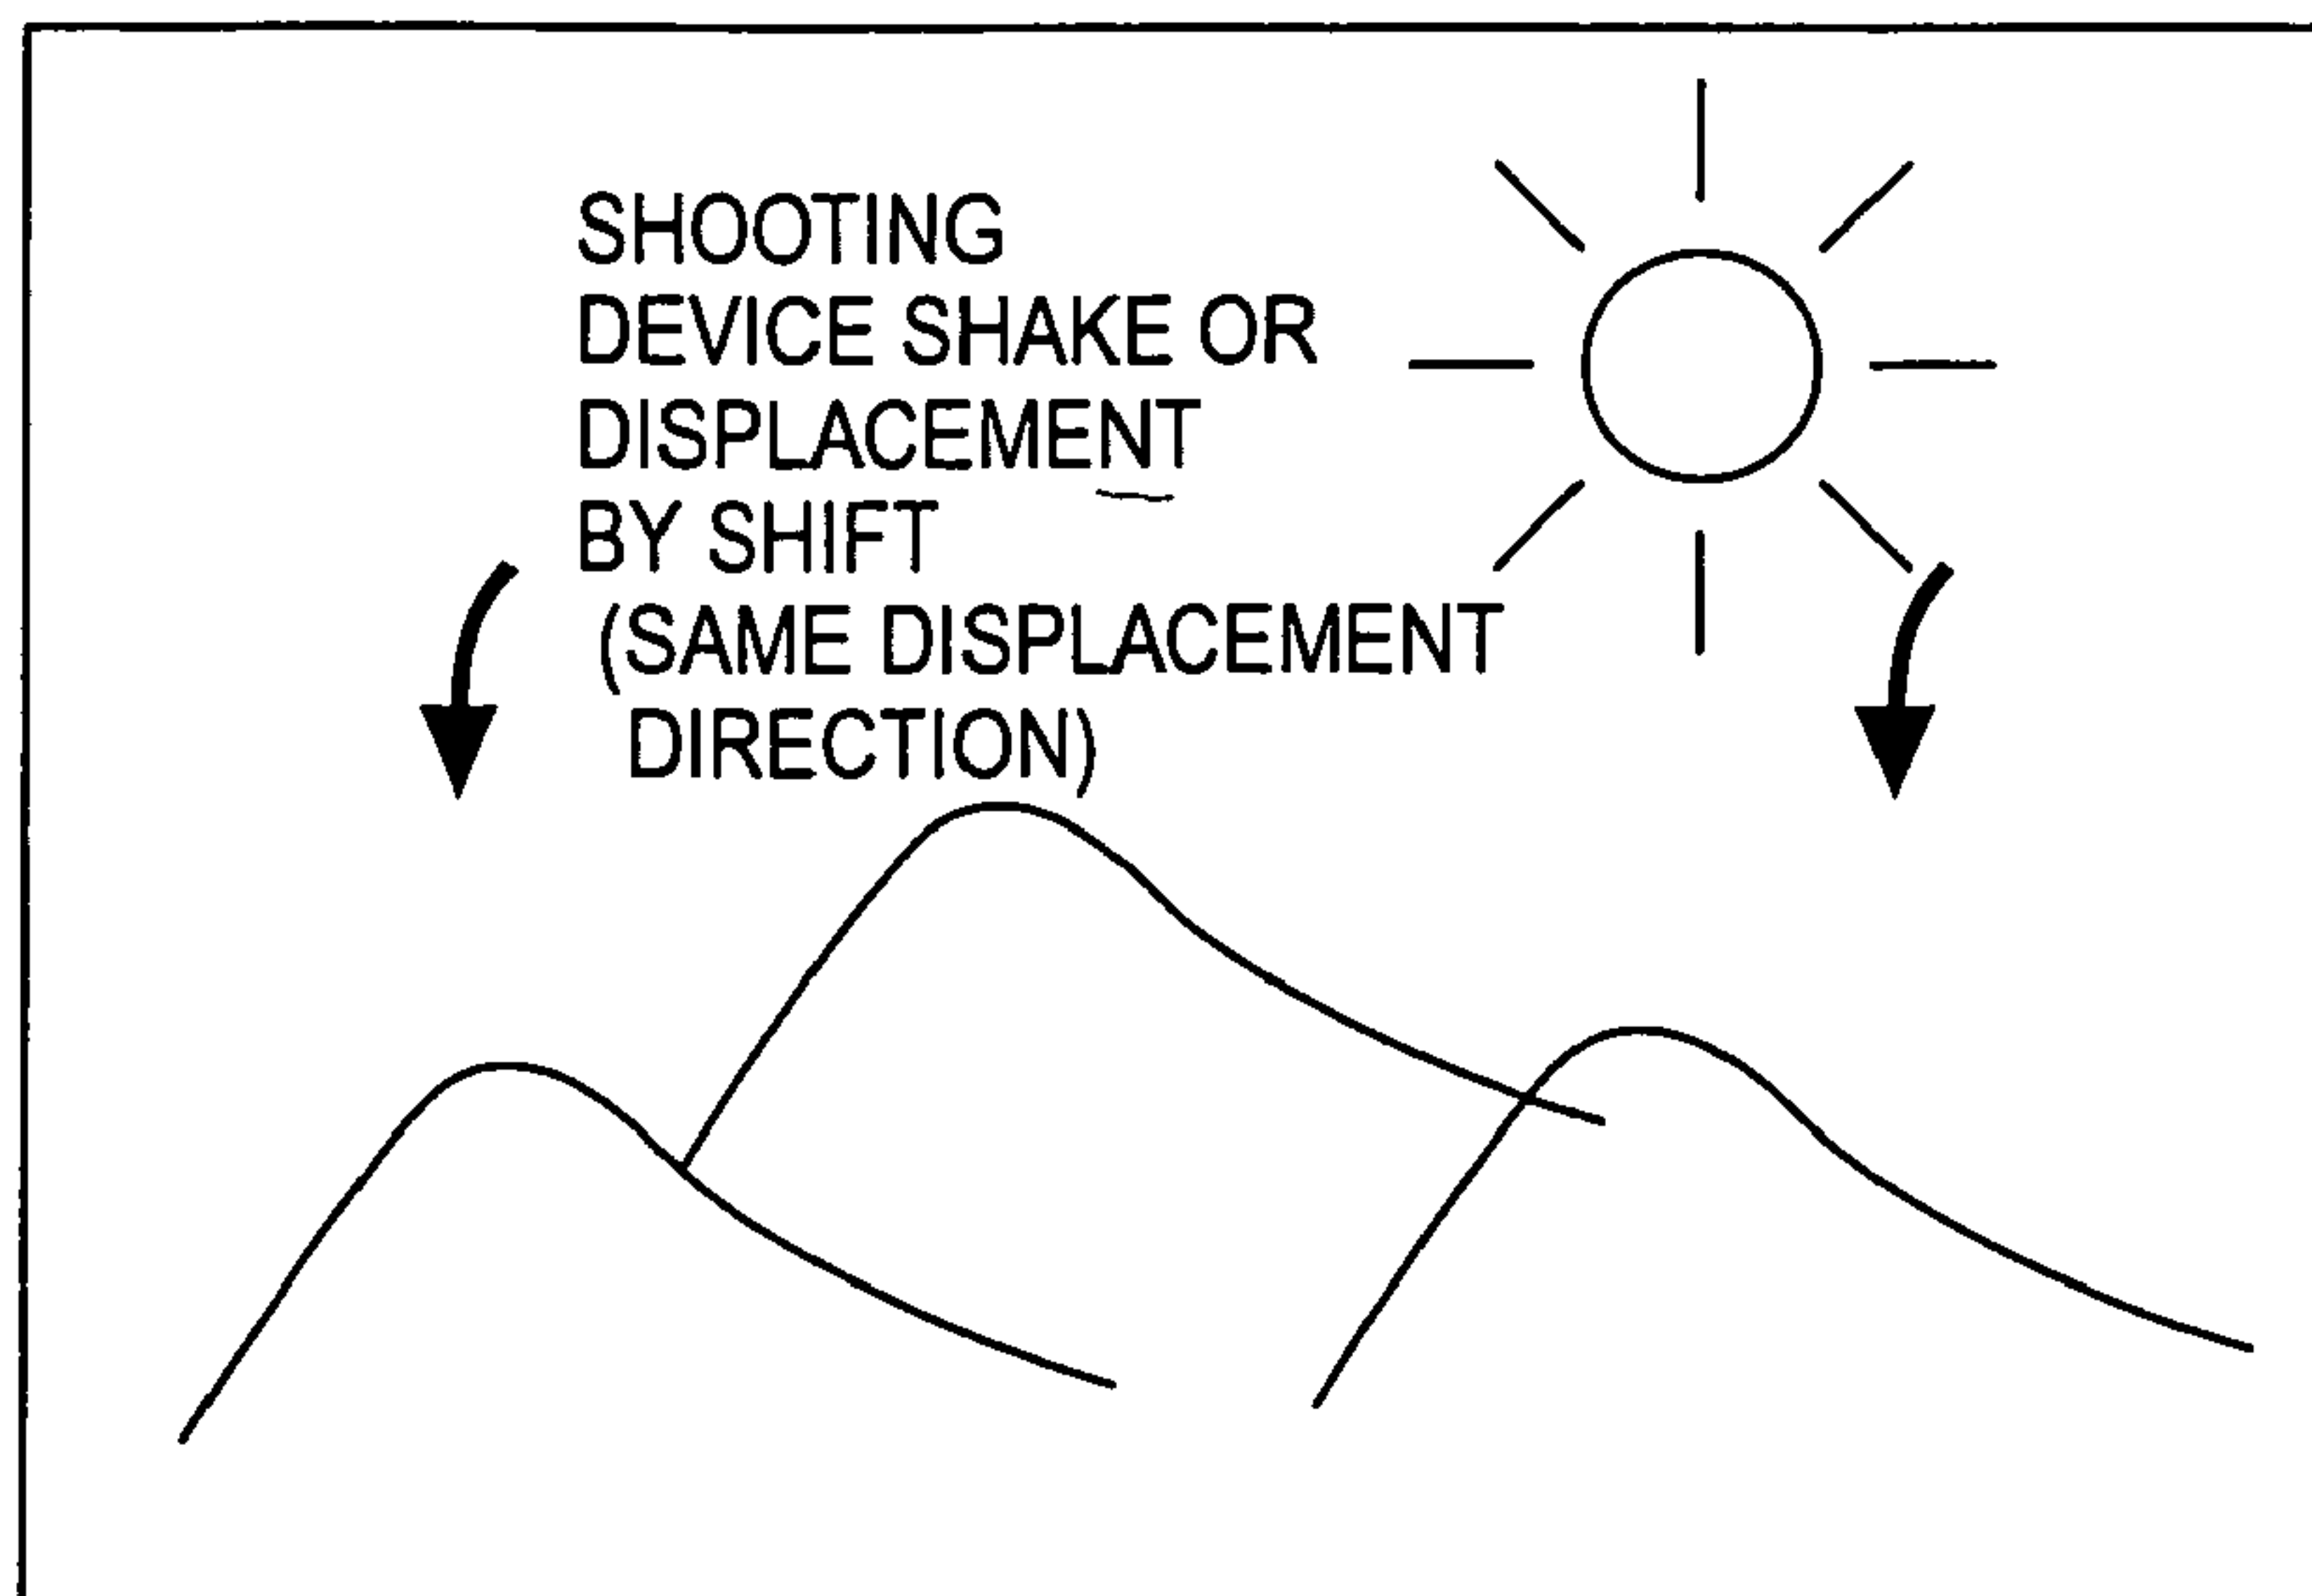 SHOOTING
DEVICE SHAKE OR
DISPLACEMENT
BY SHIFT
(SAME DISPLACEMENT
DIRECTION)